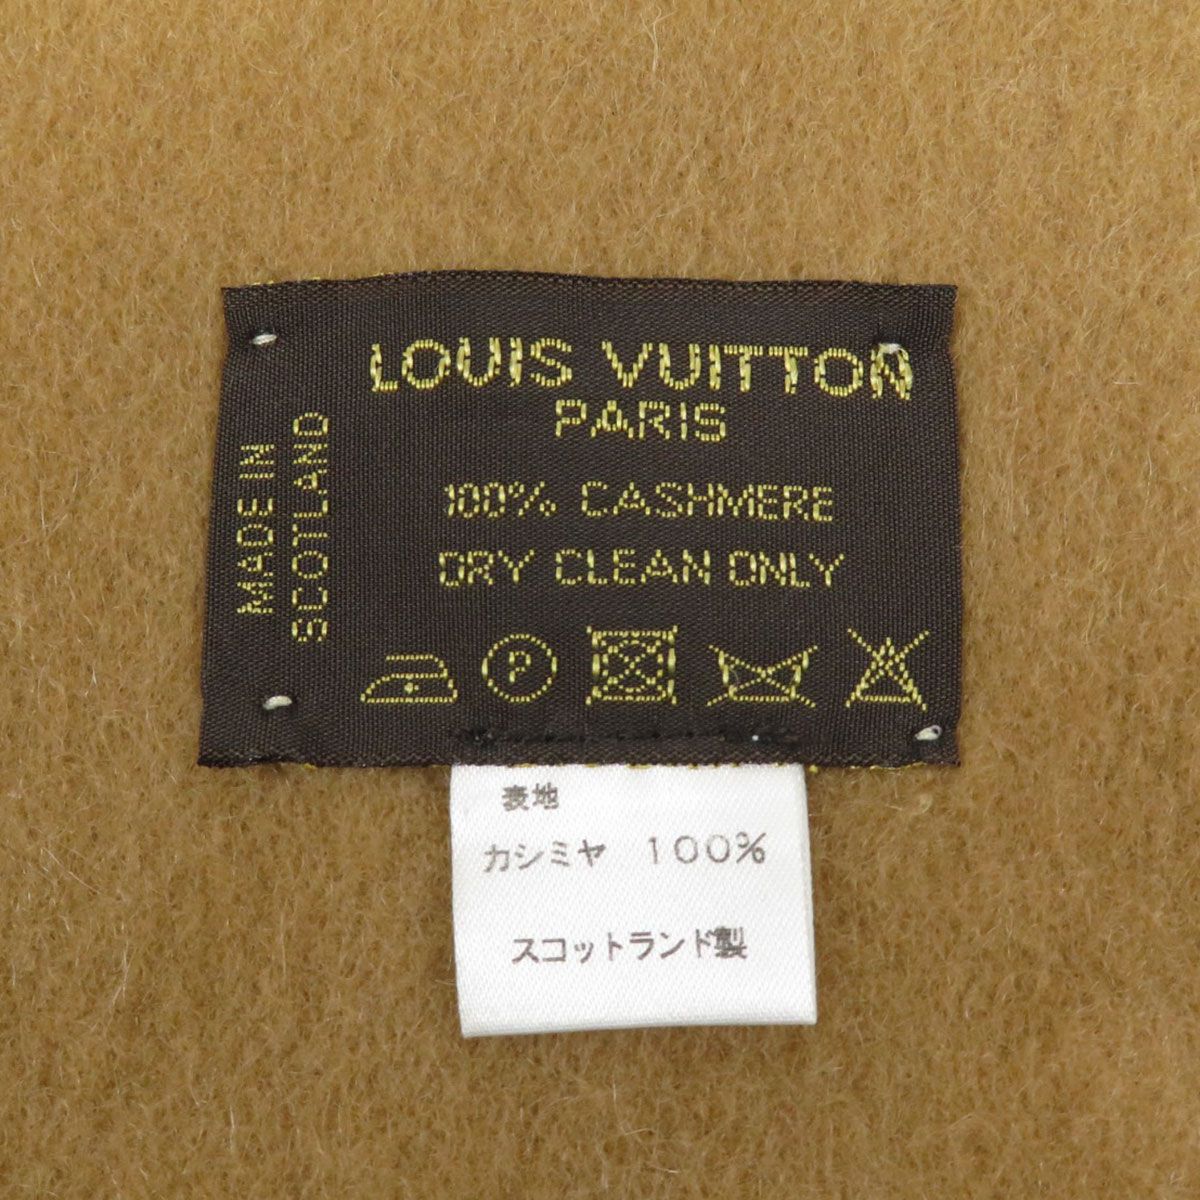 LOUIS VUITTON
PARIS
100% CASHMERE
DRY CLEAN ONLY
MADE IN
SCOTLAND
P
表地
カシミヤ 100%
スコットランド製